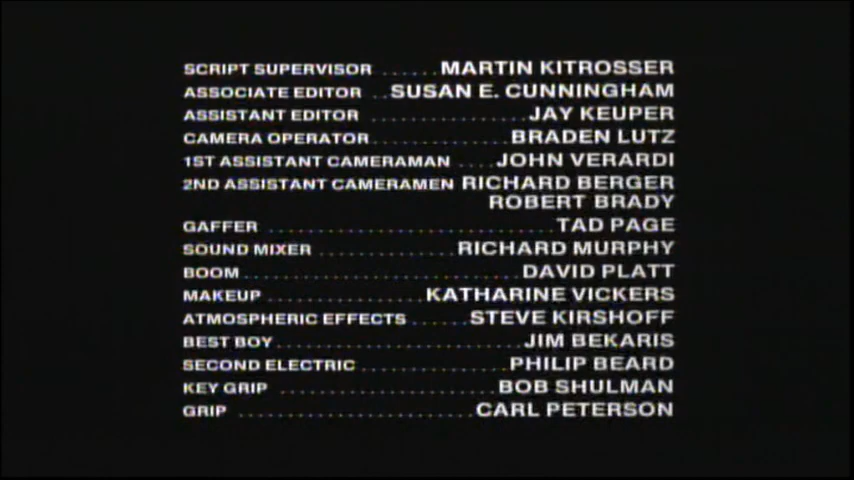 SCRIPT SUPERVISOR ...... MARTIN KITROSSER
ASSOCIATE EDITOR .. SUSAN E. CUNNINGHAM
ASSISTANT EDITOR .................. JAY KEUPER
CAMERA OPERATOR ................ BRADEN LUTZ
1ST ASSISTANT CAMERAMAN .... JOHN VERARDI
2ND ASSISTANT CAMERAMEN RICHARD BERGER
ROBERT BRADY
GAFFER ................................. TAD PAGE
SOUND MIXER ................ RICHARD MURPHY
BOOM ................................ DAVID PLATT
MAKEUP .................. KATHARINE VICKERS
ATMOSPHERIC EFFECTS ...... STEVE KIRSHOFF
BEST BOY ............................. JIM BEKARIS
SECOND ELECTRIC ................. PHILIP BEARD
KEY GRIP ......................... BOB SHULMAN
GRIP ........................... CARL PETERSON